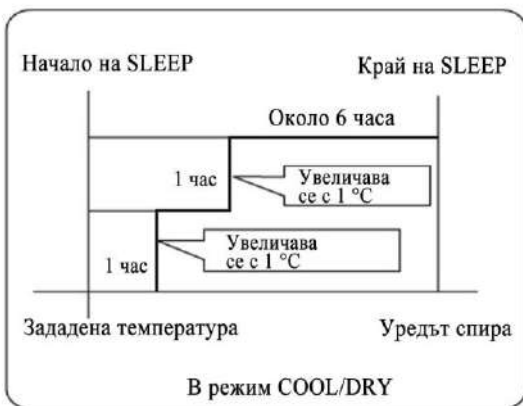 Начало на SLEEP
Край на SLEEP
Около 6 часа
1 час
Увеличава
се с 1 °C
1 час
Увеличава
се с 1 °C
Зададена температура
Уредът спира
В режим COOL/DRY